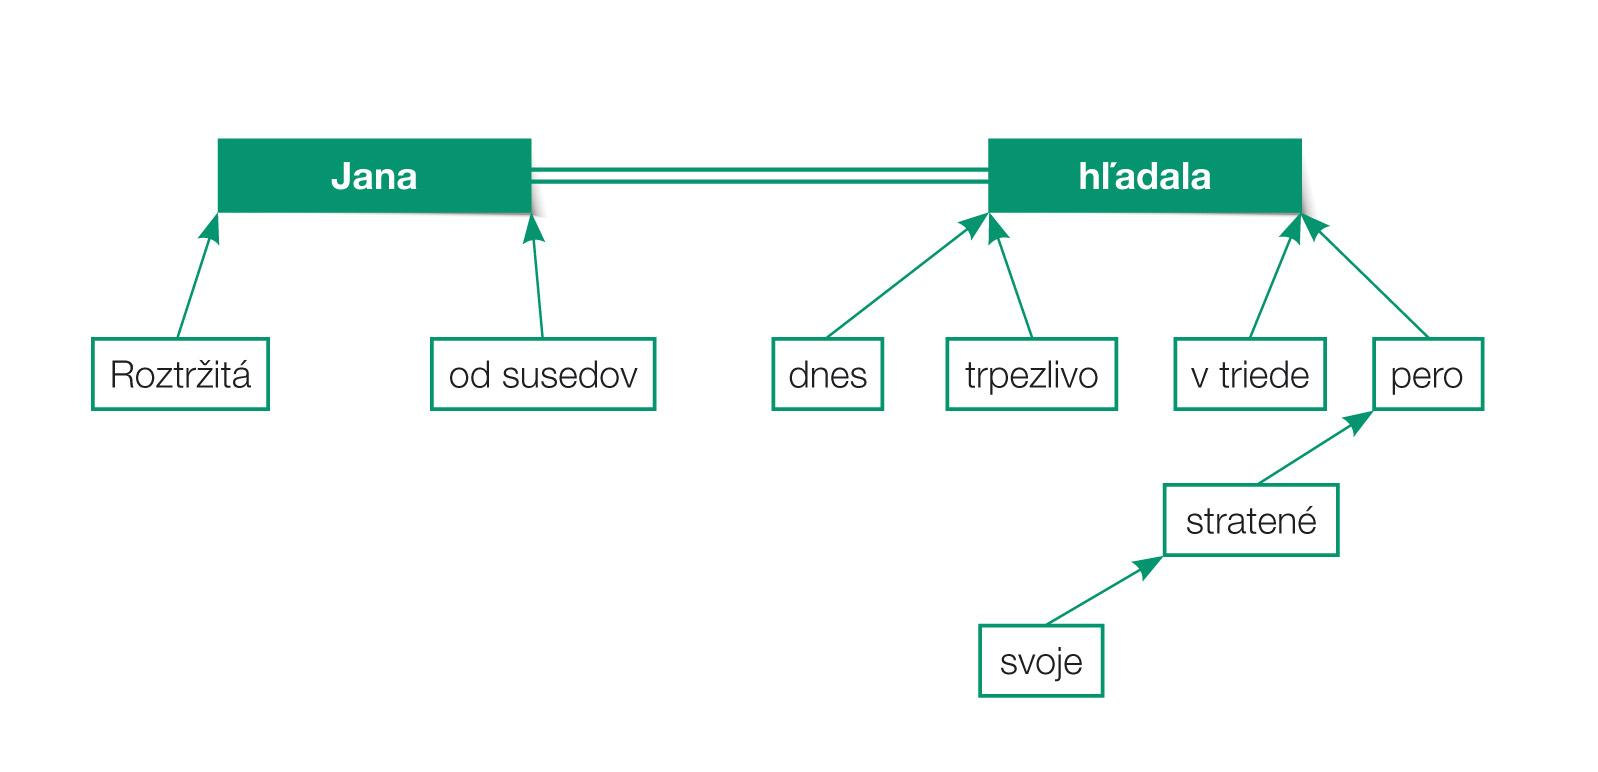 Jana hľadala
Roztržitá od susedov dnes trpezlivo v triede pero
stratené
svoje